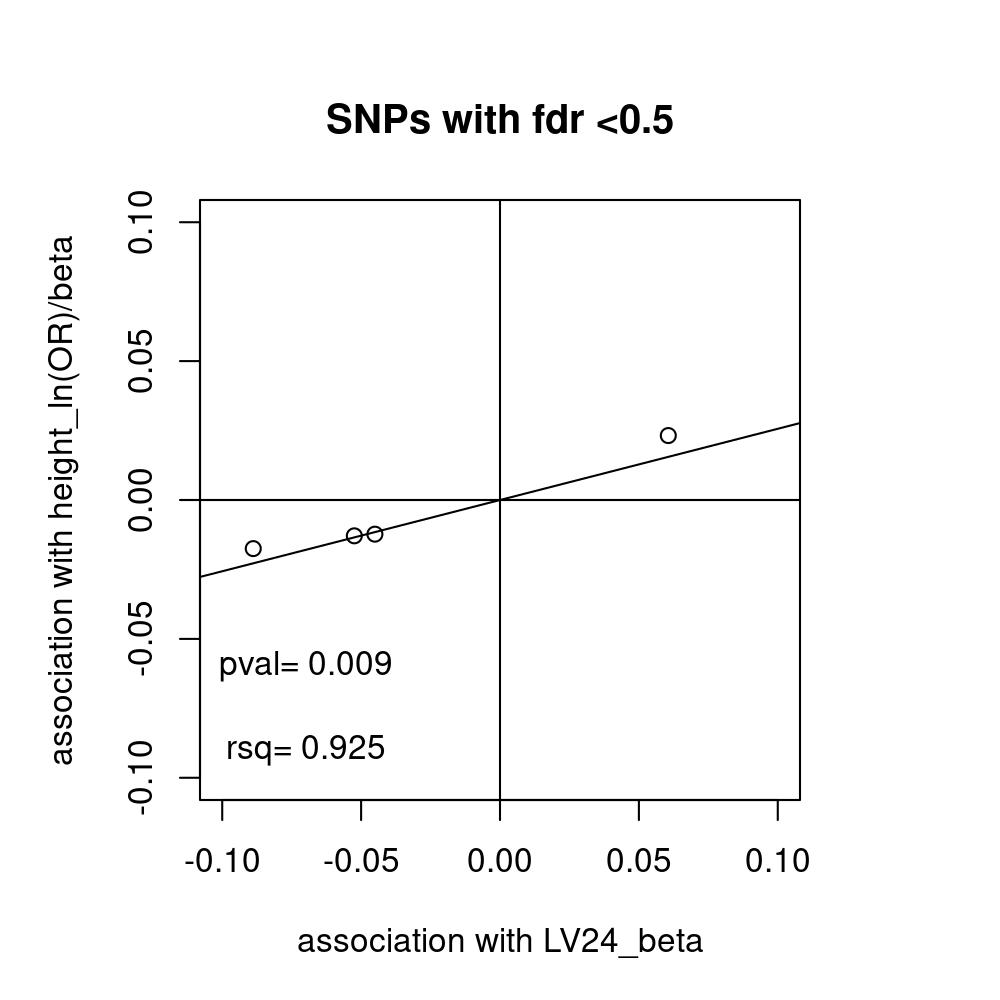 SNPs with fdr <0.5
association with height_ln(OR)/beta
0.10
0.05
0.00
-0.05
-0.10
pval= 0.009
rsq= 0.925
-0.10 -0.05 0.00 0.05 0.10
association with LV24_beta